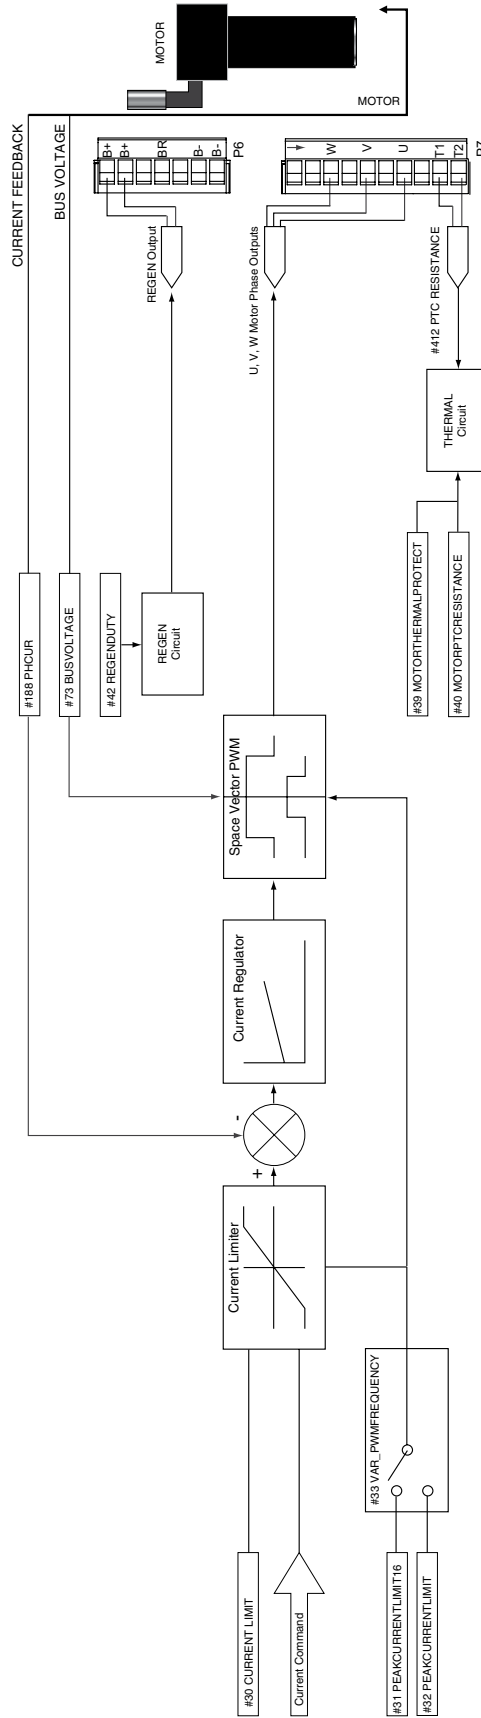 CURRENT FEEDBACK
BUS VOLTAGE
MOTOR
MOTOR
B+
B+
BR
B-
B-
P6
W
V
U
T1
T2
REGEN Output
U, V, W Motor Phase Outputs
#412 PTC RESISTANCE
THERMAL
Circuit
#188 PHCUR
#73 BUSVOLTAGE
#42 REGENDUTY
REGEN
Circuit
#39 MOTORTHERMALPROTECT
#40 MOTORPTCRESISTANCE
Space Vector PWM
Current Regulator
-
+
Current Limiter
#33 VAR_PWMFREQUENCY
#30 CURRENT LIMIT
Current Command
#31 PEAKCURRENTLIMIT16
#32 PEAKCURRENTLIMIT